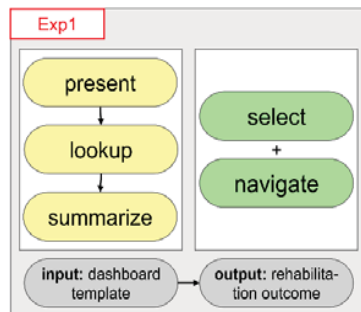 Exp1
present
lookup
summarize
select
+
navigate
input: dashboard
template
output: rehabilita-
tion outcome